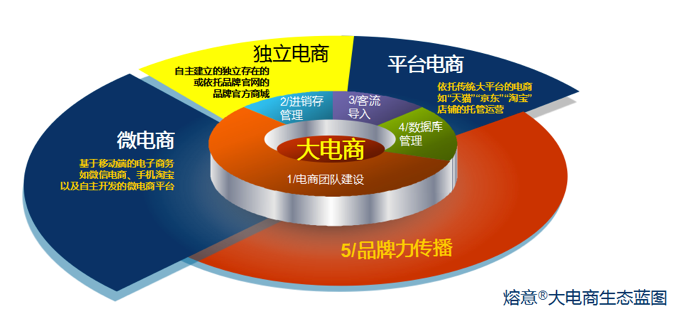 独立电商
自主建立的独立存在的
或依托品牌官网的
品牌官方商城
平台电商
依托传统大平台的电商
如“天猫”“京东”“淘宝”
店铺的托管运营
微电商
基于移动端的电子商务
如微信电商、手机淘宝
以及自主开发的微电商平台
2/进销存
管理
3/客流
导入
4/数据库
管理
大电商
1/电商团队建设
5/品牌力传播
熔意®大电商生态蓝图